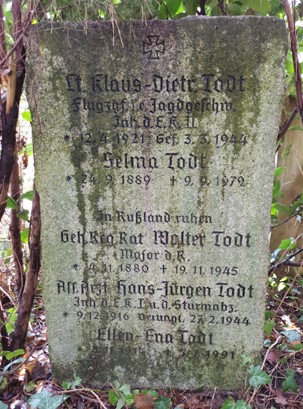 Lt. Klaus-Dietr. Todt
Flugzgf. i.e. Jagdgeschw.
Inh. d. E.K. II.
* 12.4.1921 Gef. 3.3.1944
Selma Todt
* 24.9.1889 † 9.9.1979
In Rußland ruhen
Geh. Reg. Rat Walter Todt
Major d. R.
* 4.11.1880 † 19.11.1945
Ass. Arzt Hans-Jürgen Todt
Inh. d. E.K. I. u. d. Sturmabz.
* 9.12.1916 Verungl. 27.2.1944
Ellen-Ena Todt
1991